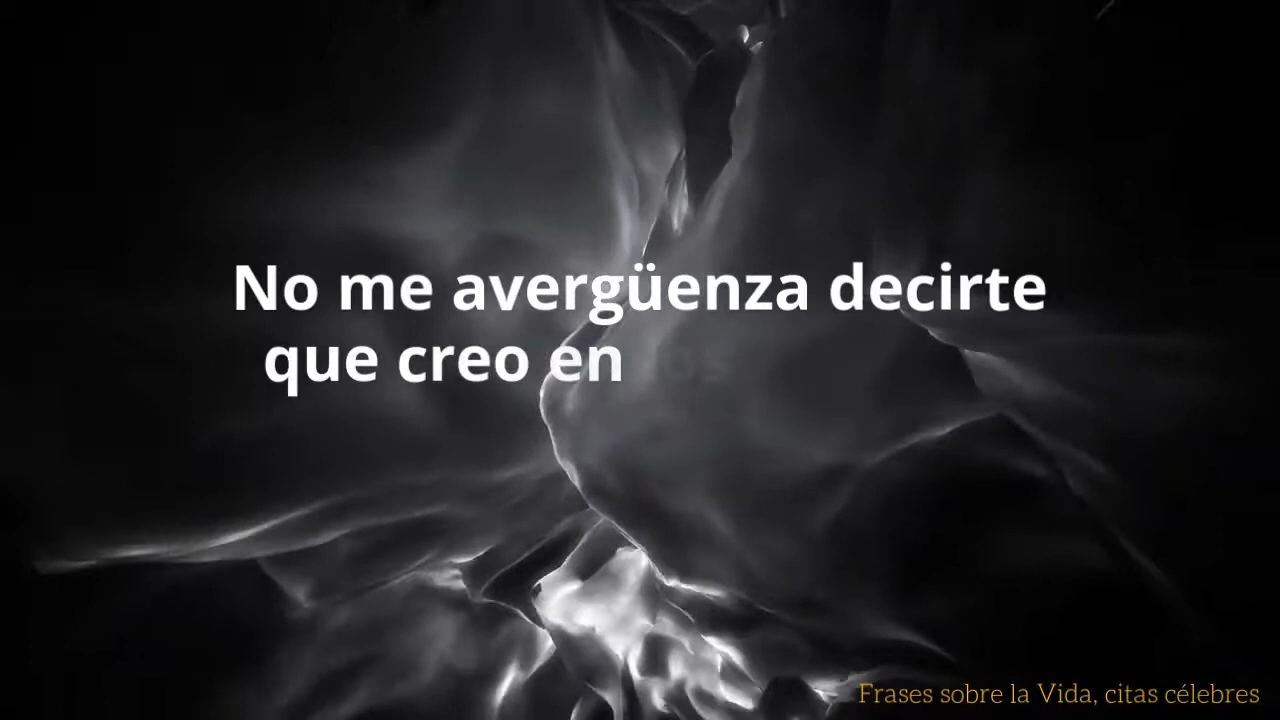 No me avergüenza decirte
que creo en
Frases sobre la Vida, citas célebres